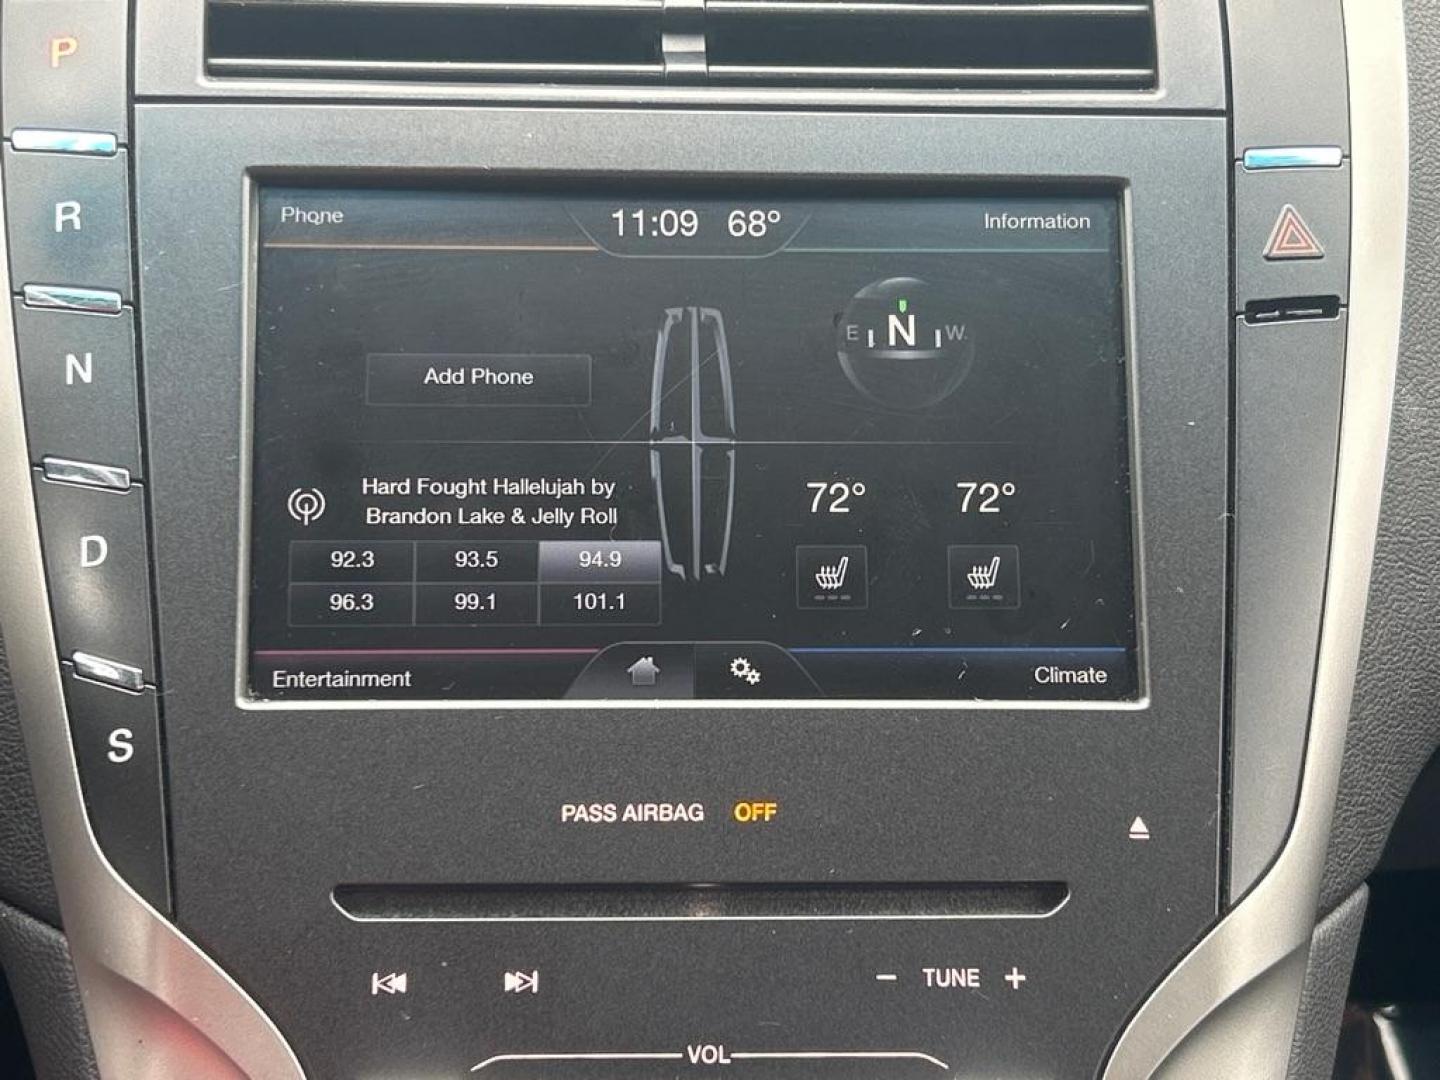 P
R
N
D
S
Phone
11:09 68°
Information
E N W
Add Phone
Hard Fought Hallelujah by
Brandon Lake & Jelly Roll
92.3 93.5 94.9
96.3 99.1 101.1
72° 72°
Entertainment
Climate
PASS AIRBAG OFF
− TUNE +
VOL